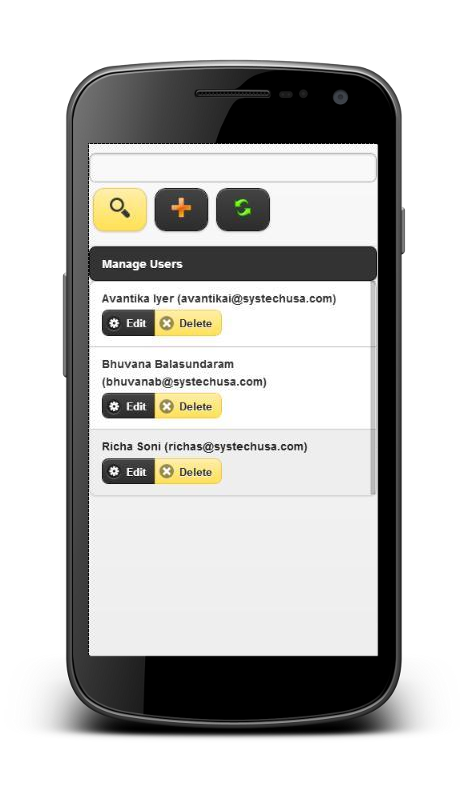 Manage Users
Avantika Iyer (avantikai@systechusa.com)
Edit Delete
Bhuvana Balasundaram
(bhuvanab@systechusa.com)
Edit Delete
Richa Soni (richas@systechusa.com)
Edit Delete